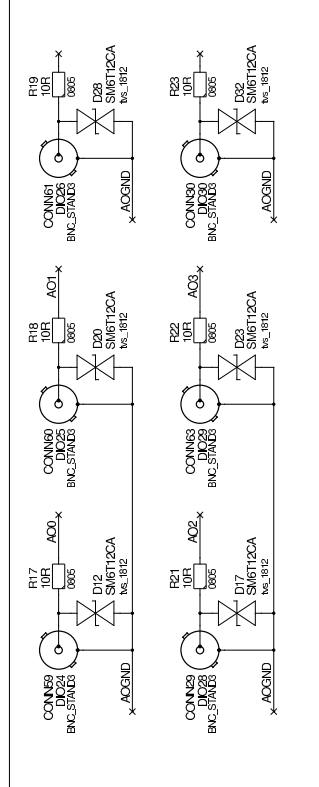 CONN59
DIO24
BNC_STAND3
R17
10R
0805
AO0
D12
SM6T12CA
tvs_1812
AOGND
CONN60
DIO25
BNC_STAND3
R18
10R
0805
AO1
D20
SM6T12CA
tvs_1812
CONN61
DIO26
BNC_STAND3
R19
10R
0805
D28
SM6T12CA
tvs_1812
AOGND
CONN29
DIO28
BNC_STAND3
R21
10R
0805
AO2
D17
SM6T12CA
tvs_1812
AOGND
CONN63
DIO29
BNC_STAND3
R22
10R
0805
AO3
D23
SM6T12CA
tvs_1812
CONN30
DIO30
BNC_STAND3
R23
10R
0805
D32
SM6T12CA
tvs_1812
AOGND